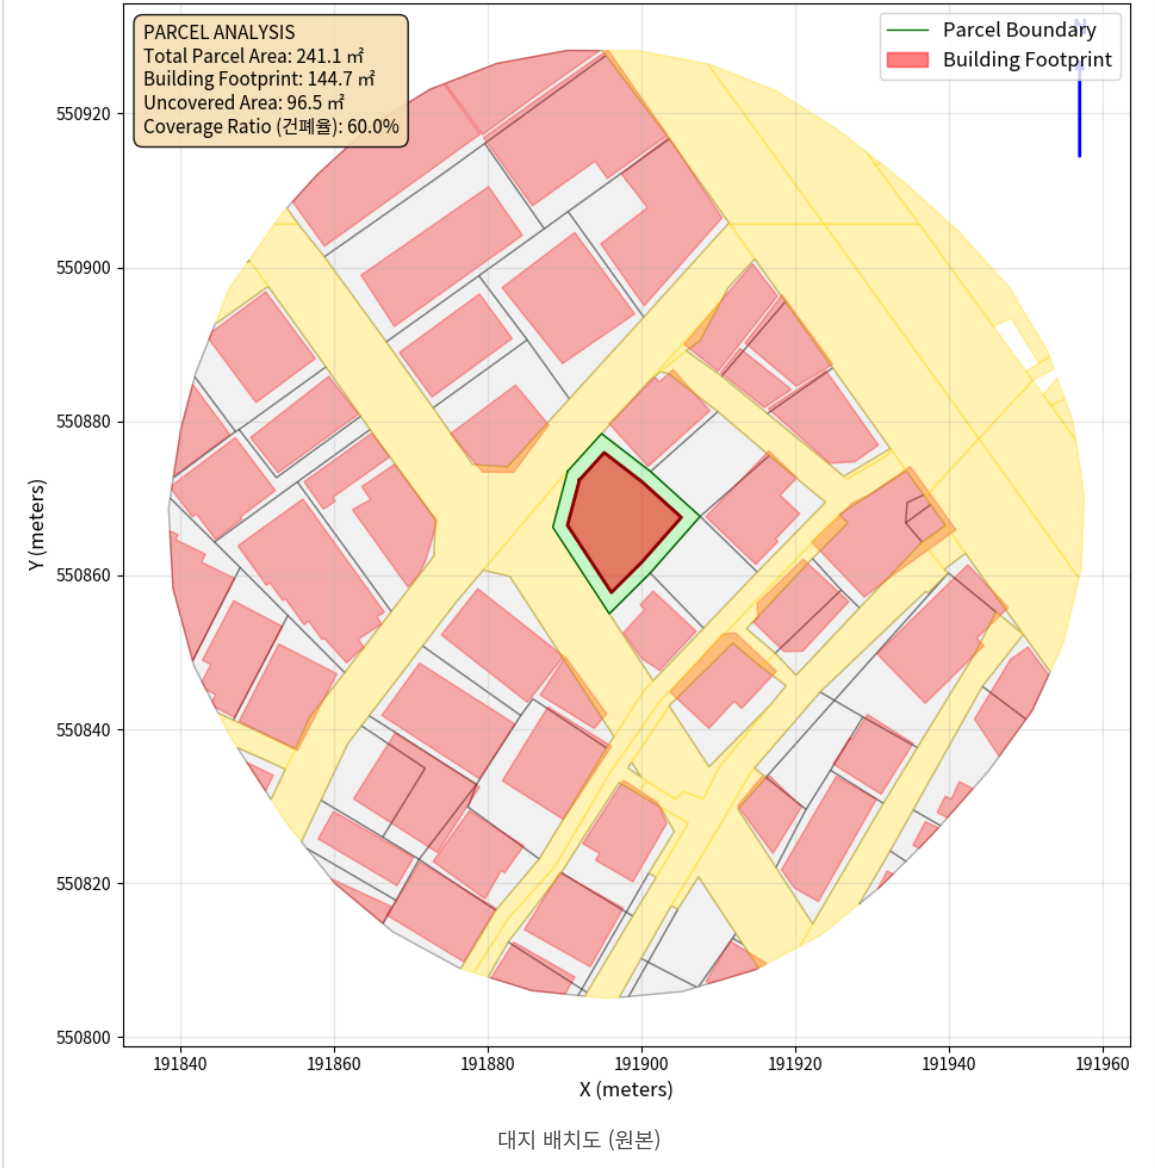 PARCEL ANALYSIS
Total Parcel Area: 241.1 ㎡
Building Footprint: 144.7 ㎡
Uncovered Area: 96.5 ㎡
Coverage Ratio (건폐율): 60.0%
N
Parcel Boundary
Building Footprint
550920
550900
550880
550860
550840
550820
550800
Y (meters)
191840 191860 191880 191900 191920 191940 191960
X (meters)
대지 배치도 (원본)